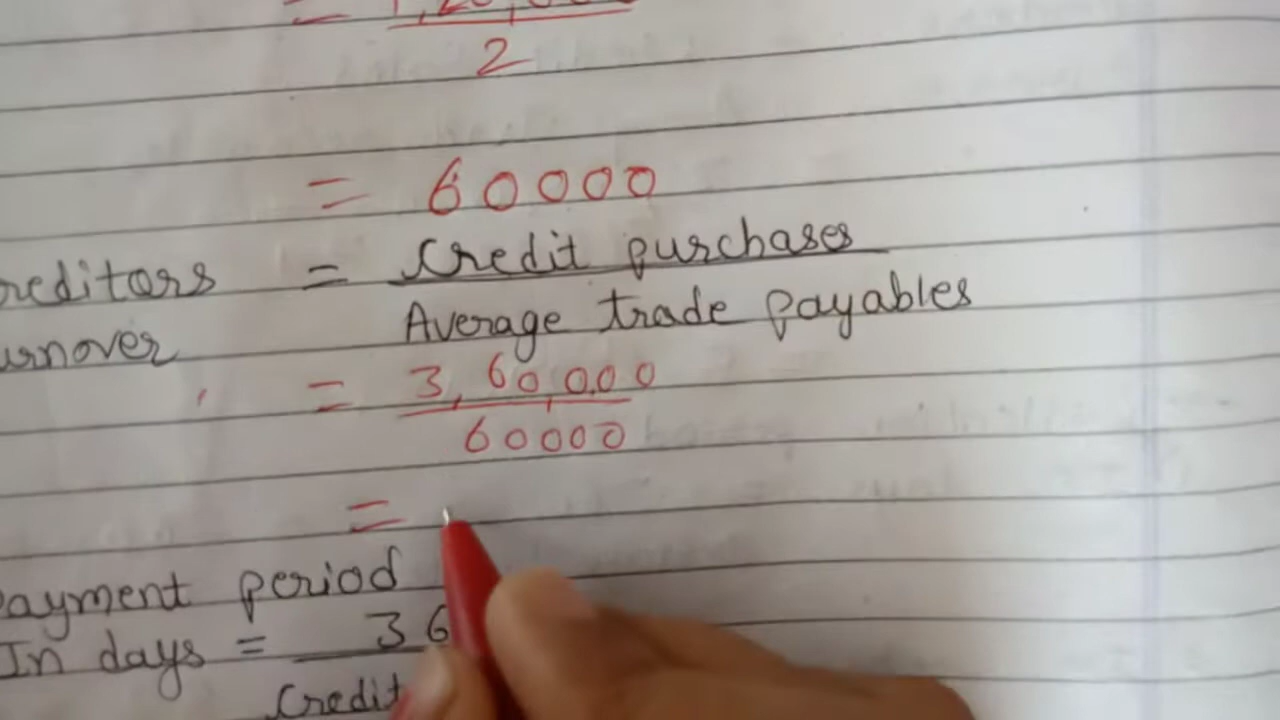 =
2
= 60000
reditors = Credit purchases
urnover Average trade payables
= 3,60,000
60000
=
ayment period
In days = 36
Credit